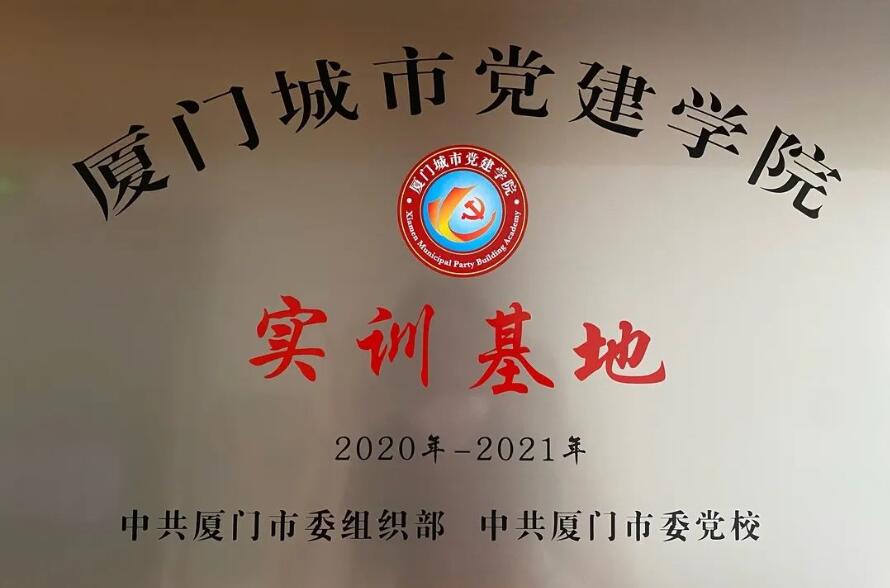 厦门城市党建学院
厦门城市党建学院
Xiamen Municipal Party Building Academy
实训基地
2020年-2021年
中共厦门市委组织部 中共厦门市委党校